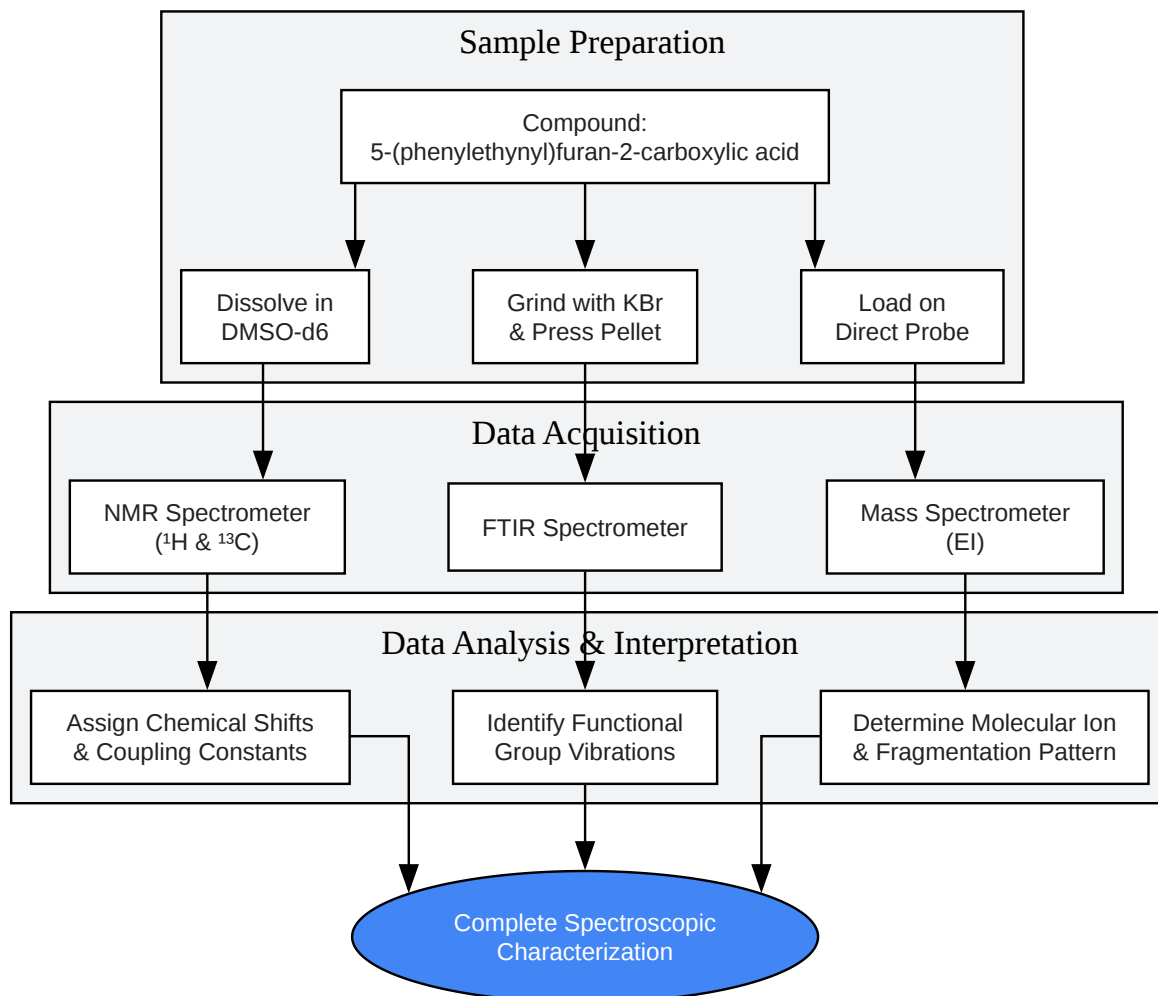 Sample Preparation
Compound:
5-(phenylethynyl)furan-2-carboxylic acid
Dissolve in
DMSO-d6
Grind with KBr
& Press Pellet
Load on
Direct Probe
Data Acquisition
NMR Spectrometer
(¹H & ¹³C)
FTIR Spectrometer
Mass Spectrometer
(EI)
Data Analysis & Interpretation
Assign Chemical Shifts
& Coupling Constants
Identify Functional
Group Vibrations
Determine Molecular Ion
& Fragmentation Pattern
Complete Spectroscopic
Characterization